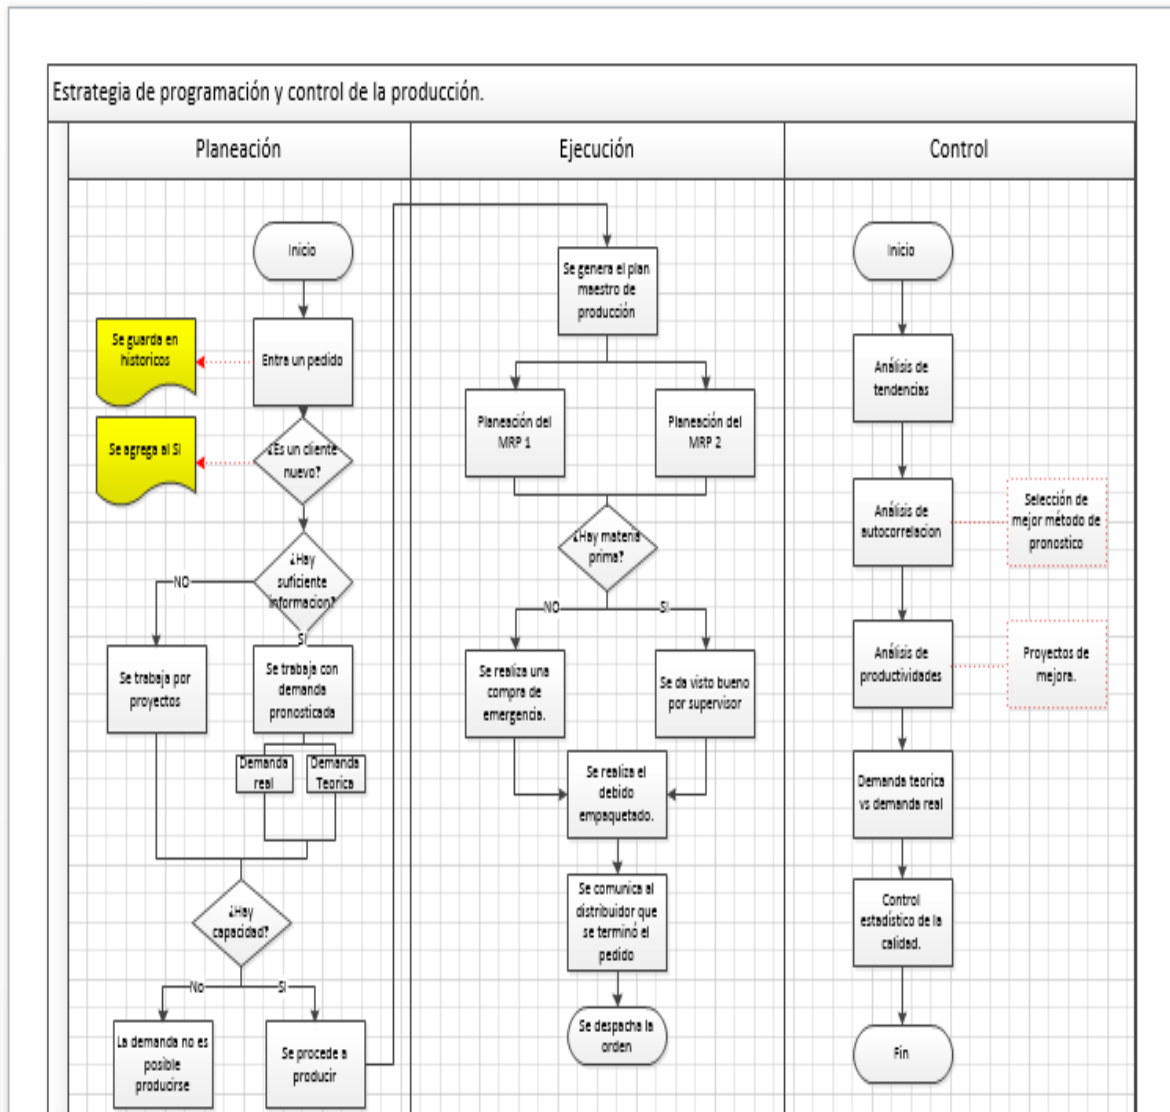 Estrategia de programación y control de la producción.
Planeación
Ejecución
Control
Inicio
Entra un pedido
Se guarda en
historicos
¿Es un cliente
nuevo?
Se agrega al SI
¿Hay
suficiente
informacion?
NO
SI
Se trabaja por
proyectos
Se trabaja con
demanda
pronosticada
Demanda
real
Demanda
Teorica
¿Hay
capacidad?
No
SI
La demanda no es
posible
producirse
Se procede a
producir
Se genera el plan
maestro de
producción
Planeación del
MRP 1
Planeación del
MRP 2
¿Hay materia
prima?
NO
SI
Se realiza una
compra de
emergencia.
Se da visto bueno
por supervisor
Se realiza el
debido
empaquetado.
Se comunica al
distribuidor que
se terminó el
pedido
Se despacha la
orden
Inicio
Análisis de
tendencias
Análisis de
autocorrelacion
Selección de
mejor método de
pronostico
Análisis de
productividades
Proyectos de
mejora.
Demanda teorica
vs demanda real
Control
estadístico de la
calidad.
Fin